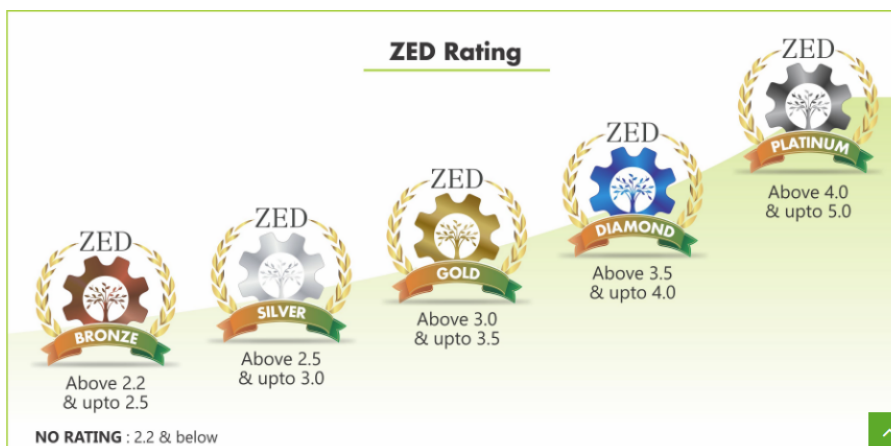 ZED Rating
ZED
BRONZE
Above 2.2
& upto 2.5
ZED
SILVER
Above 2.5
& upto 3.0
ZED
GOLD
Above 3.0
& upto 3.5
ZED
DIAMOND
Above 3.5
& upto 4.0
ZED
PLATINUM
Above 4.0
& upto 5.0
NO RATING : 2.2 & below